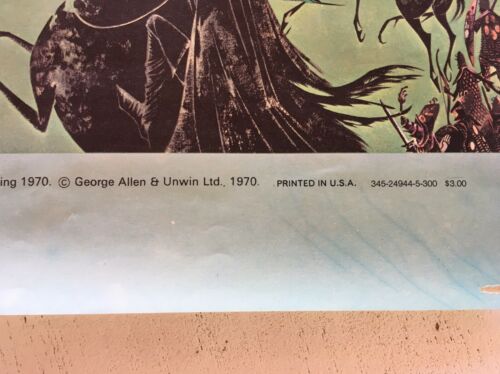 ing 1970. © George Allen & Unwin Ltd., 1970. PRINTED IN U.S.A. 345-24944-5-300 $3.00